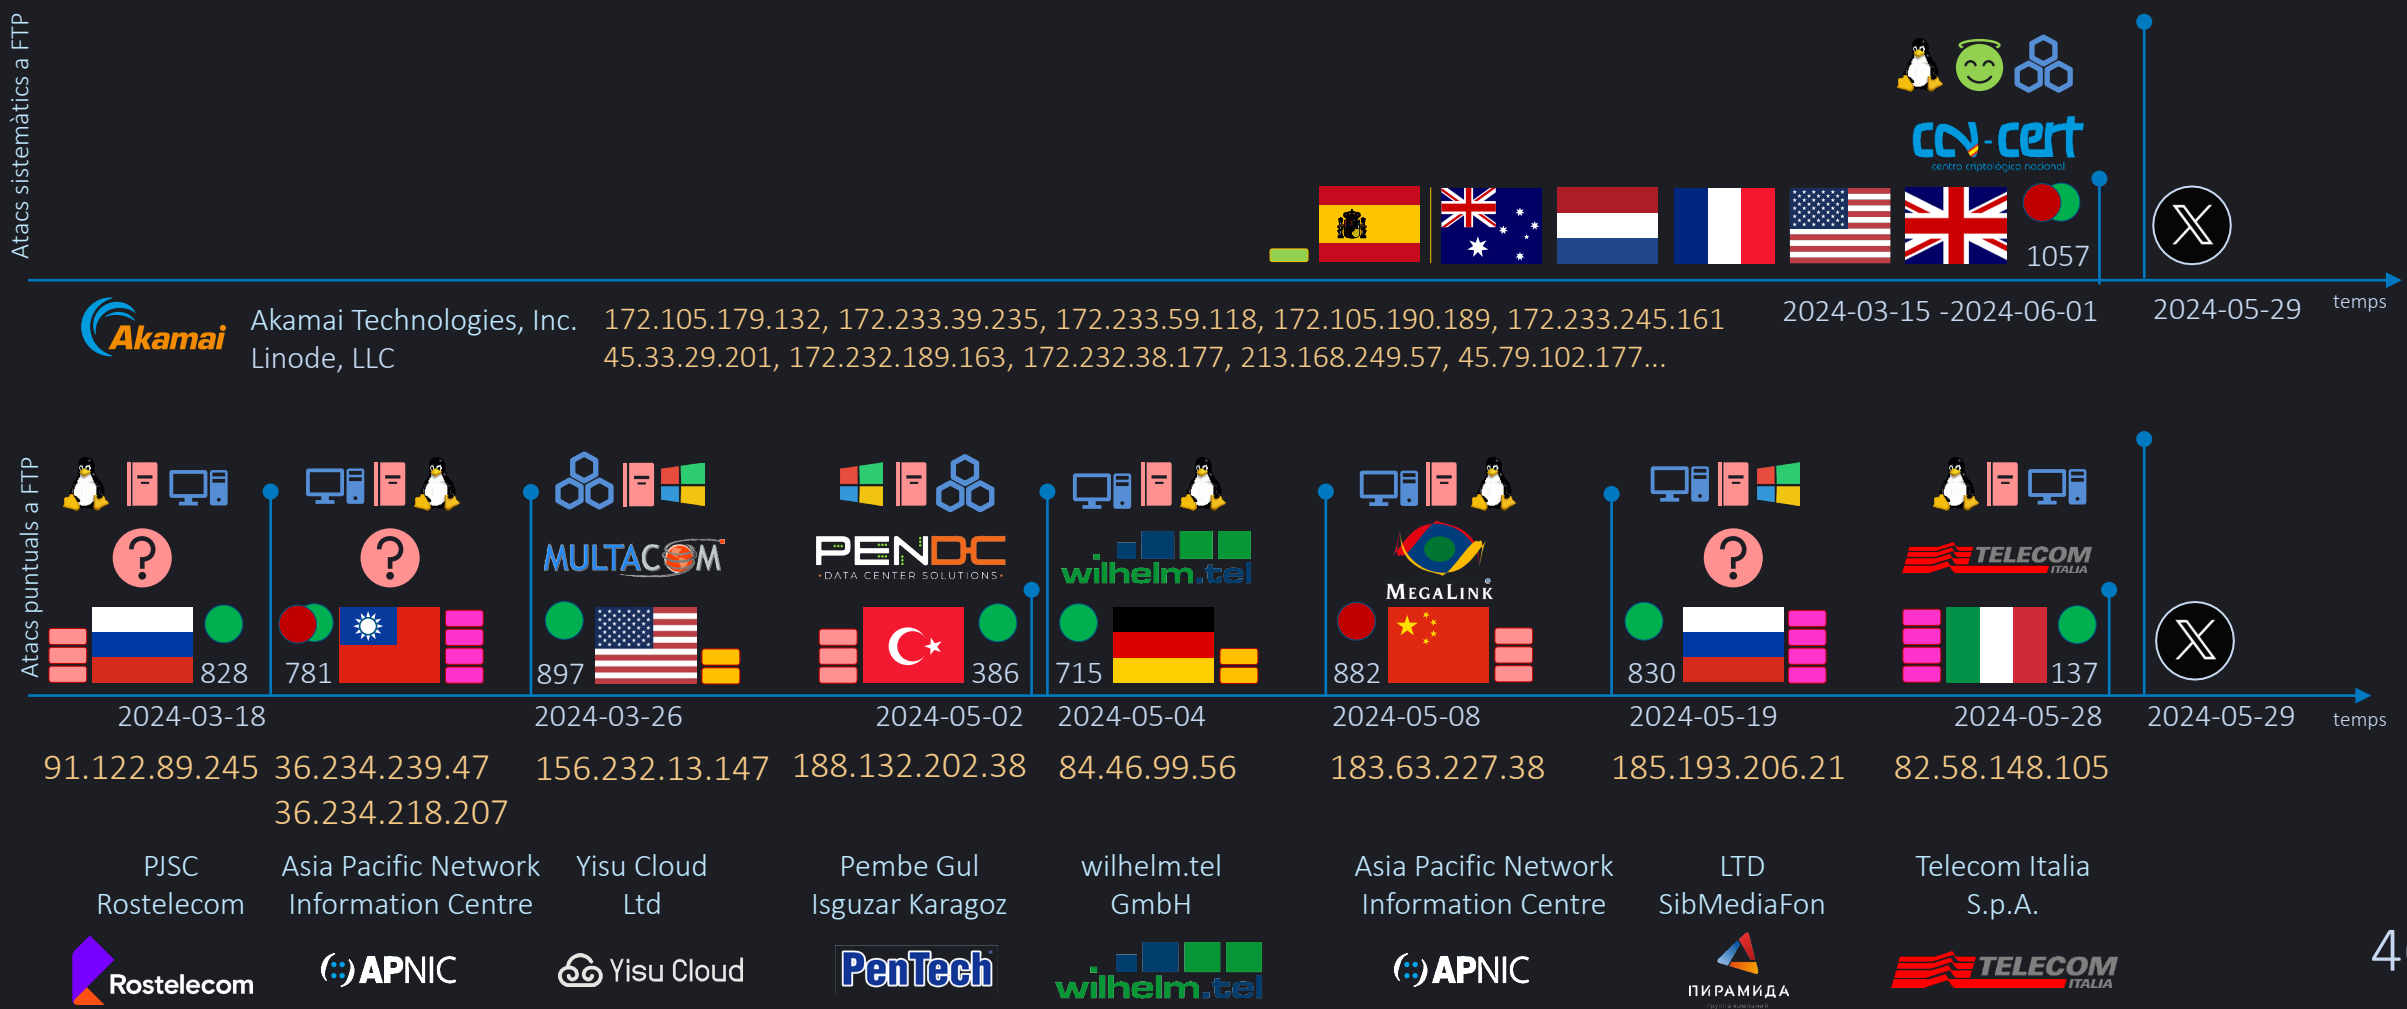 Atacs sistemàtics a FTP
ccn-cert
centro criptológico nacional
1057
Akamai
Akamai Technologies, Inc.
Linode, LLC
172.105.179.132, 172.233.39.235, 172.233.59.118, 172.105.190.189, 172.233.245.161
45.33.29.201, 172.232.189.163, 172.232.38.177, 213.168.249.57, 45.79.102.177...
2024-03-15 -2024-06-01
2024-05-29
temps
Atacs puntuals a FTP
MULTACOM
PENDC
·DATA CENTER SOLUTIONS·
wilhelm.tel
MEGALINK®
TELECOM
ITALIA
828
781
897
386
715
882
830
137
2024-03-18
2024-03-26
2024-05-02
2024-05-04
2024-05-08
2024-05-19
2024-05-28
2024-05-29
temps
91.122.89.245
36.234.239.47
36.234.218.207
156.232.13.147
188.132.202.38
84.46.99.56
183.63.227.38
185.193.206.21
82.58.148.105
PJSC
Rostelecom
Asia Pacific Network
Information Centre
Yisu Cloud
Ltd
Pembe Gul
Isguzar Karagoz
wilhelm.tel
GmbH
Asia Pacific Network
Information Centre
LTD
SibMediaFon
Telecom Italia
S.p.A.
Rostelecom
APNIC
Yisu Cloud
PenTech
wilhelm.tel
APNIC
ПИРАМИДА
TELECOM
ITALIA